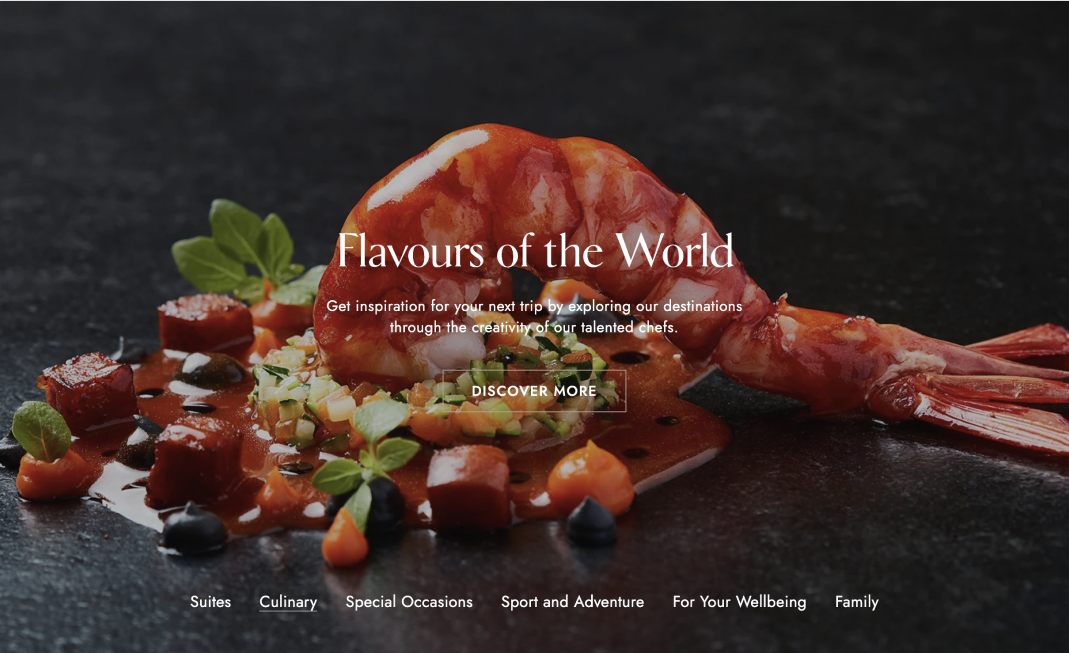 Flavours of the World
Get inspiration for your next trip by exploring our destinations
through the creativity of our talented chefs.
DISCOVER MORE
Suites Culinary Special Occasions Sport and Adventure For Your Wellbeing Family